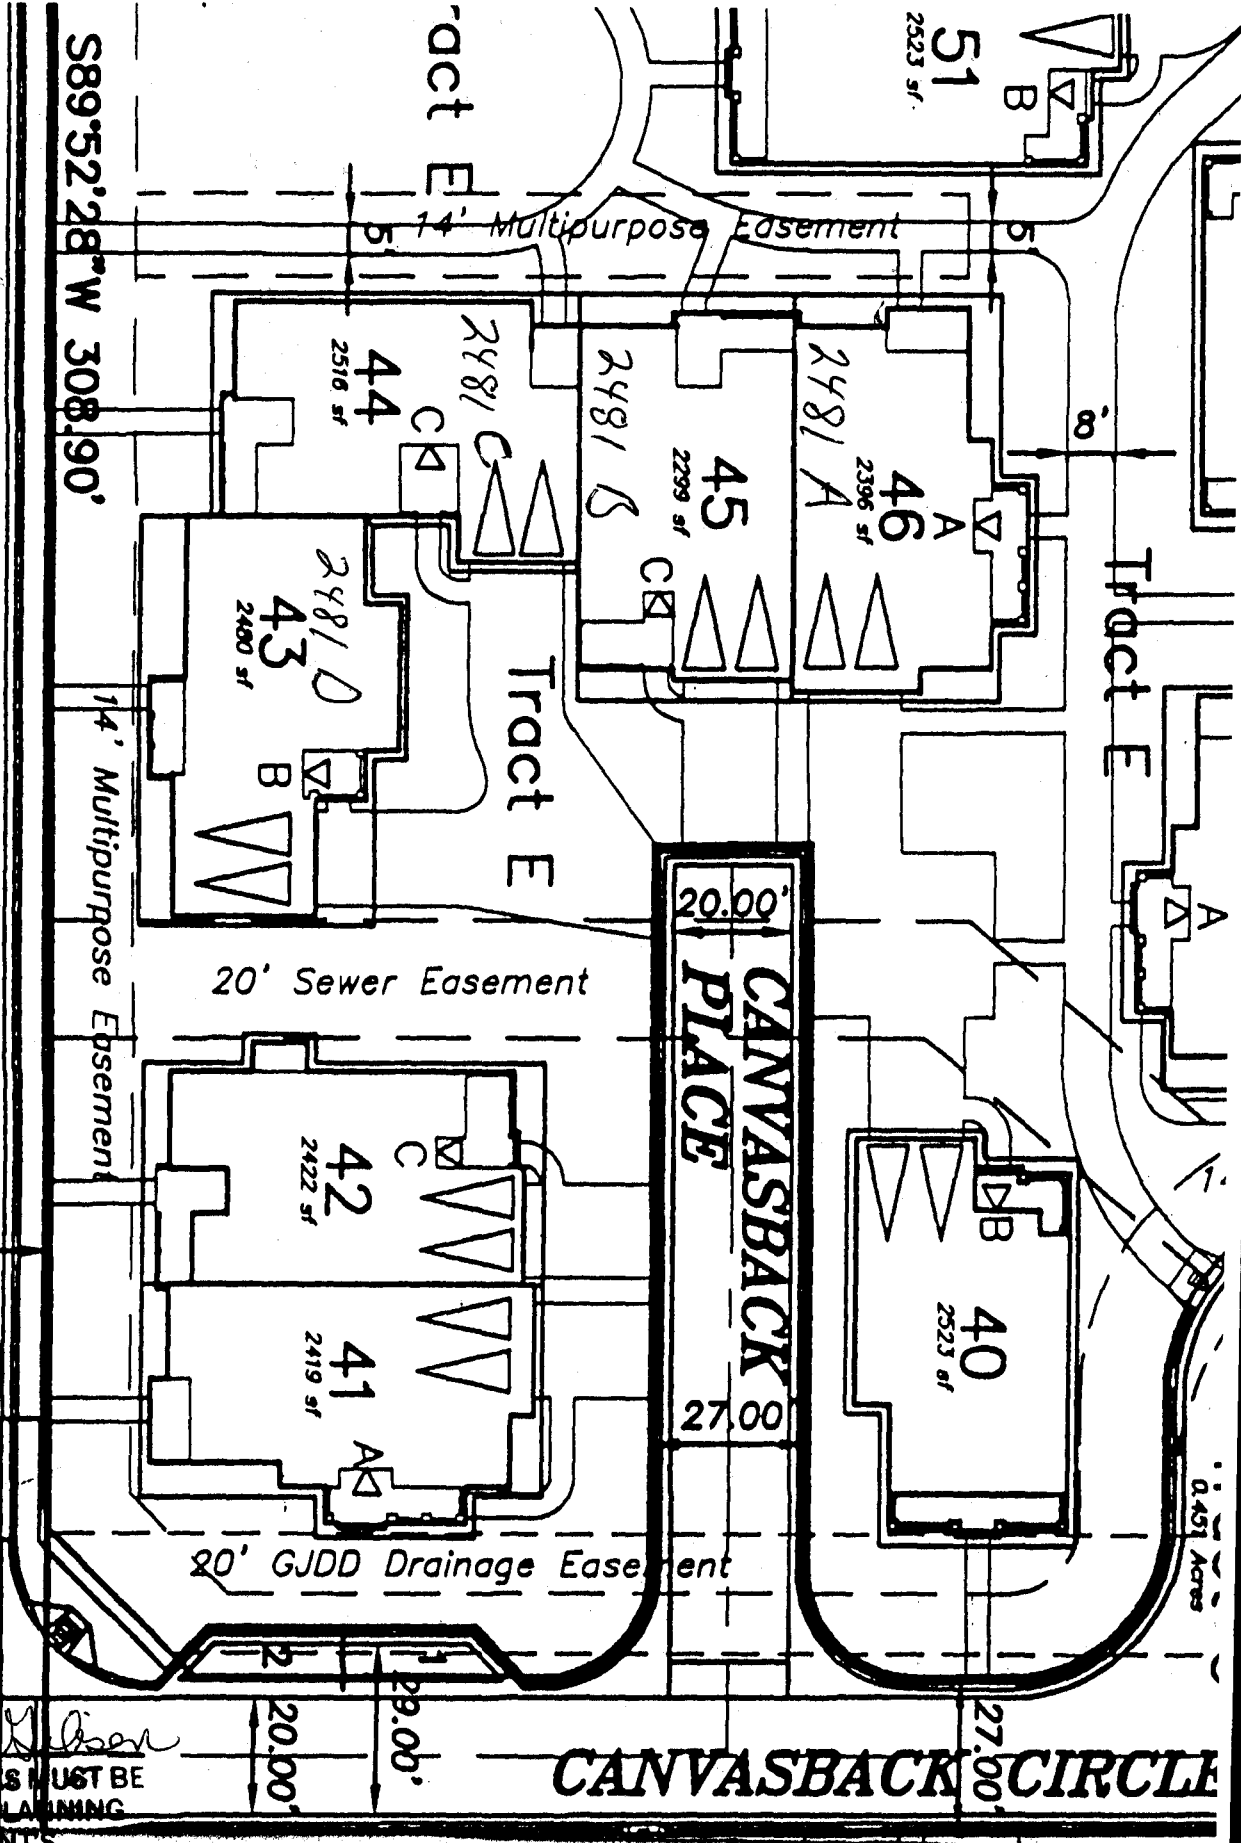 51
2523 sf
B
Tract E
S89°52'28"W 308.90'
14' Multipurpose Easement
5'
5'
44
2516 sf
C
2481 C
45
2299 sf
C
2481 B
46
2396 sf
A
2481 A
8'
Tract E
43
2480 sf
B
2481 D
Tract E
14' Multipurpose Easement
A
20.00'
CANVASBACK
PLACE
27.00
20' Sewer Easement
42
2422 sf
C
41
2419 sf
A
40
2523 sf
B
0.451 Acres
20' GJDD Drainage Easement
2
1
20.00'
29.00'
27.00'
CANVASBACK CIRCLE
MUST BE
PLANNING